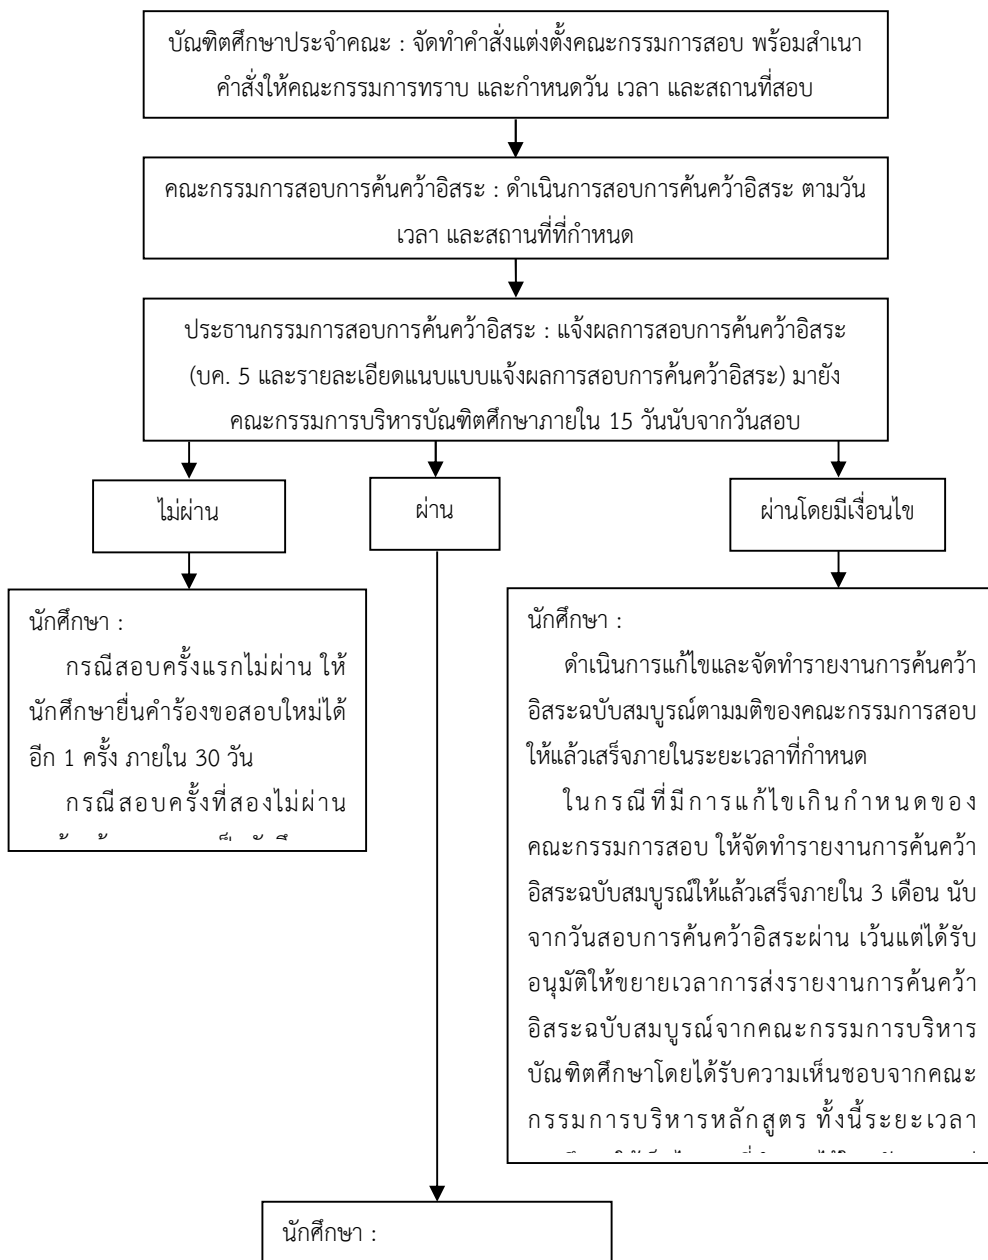 บัณฑิตศึกษาประจำคณะ : จัดทำคำสั่งแต่งตั้งคณะกรรมการสอบ พร้อมสำเนา
คำสั่งให้คณะกรรมการทราบ และกำหนดวัน เวลา และสถานที่สอบ
คณะกรรมการสอบการค้นคว้าอิสระ : ดำเนินการสอบการค้นคว้าอิสระ ตามวัน
เวลา และสถานที่ที่กำหนด
ประธานกรรมการสอบการค้นคว้าอิสระ : แจ้งผลการสอบการค้นคว้าอิสระ
(บค. 5 และรายละเอียดแนบแบบแจ้งผลการสอบการค้นคว้าอิสระ) มายัง
คณะกรรมการบริหารบัณฑิตศึกษาภายใน 15 วันนับจากวันสอบ
ไม่ผ่าน
ผ่าน
ผ่านโดยมีเงื่อนไข
นักศึกษา :
กรณีสอบครั้งแรกไม่ผ่าน ให้
นักศึกษายื่นคำร้องขอสอบใหม่ได้
อีก 1 ครั้ง ภายใน 30 วัน
กรณีสอบครั้งที่สองไม่ผ่าน
นักศึกษา :
ดำเนินการแก้ไขและจัดทำรายงานการค้นคว้า
อิสระฉบับสมบูรณ์ตามมติของคณะกรรมการสอบ
ให้แล้วเสร็จภายในระยะเวลาที่กำหนด
ในกรณีที่มีการแก้ไขเกินกำหนดของ
คณะกรรมการสอบ ให้จัดทำรายงานการค้นคว้า
อิสระฉบับสมบูรณ์ให้แล้วเสร็จภายใน 3 เดือน นับ
จากวันสอบการค้นคว้าอิสระผ่าน เว้นแต่ได้รับ
อนุมัติให้ขยายเวลาการส่งรายงานการค้นคว้า
อิสระฉบับสมบูรณ์จากคณะกรรมการบริหาร
บัณฑิตศึกษาโดยได้รับความเห็นชอบจากคณะ
กรรมการบริหารหลักสูตร ทั้งนี้ระยะเวลา
นักศึกษา :